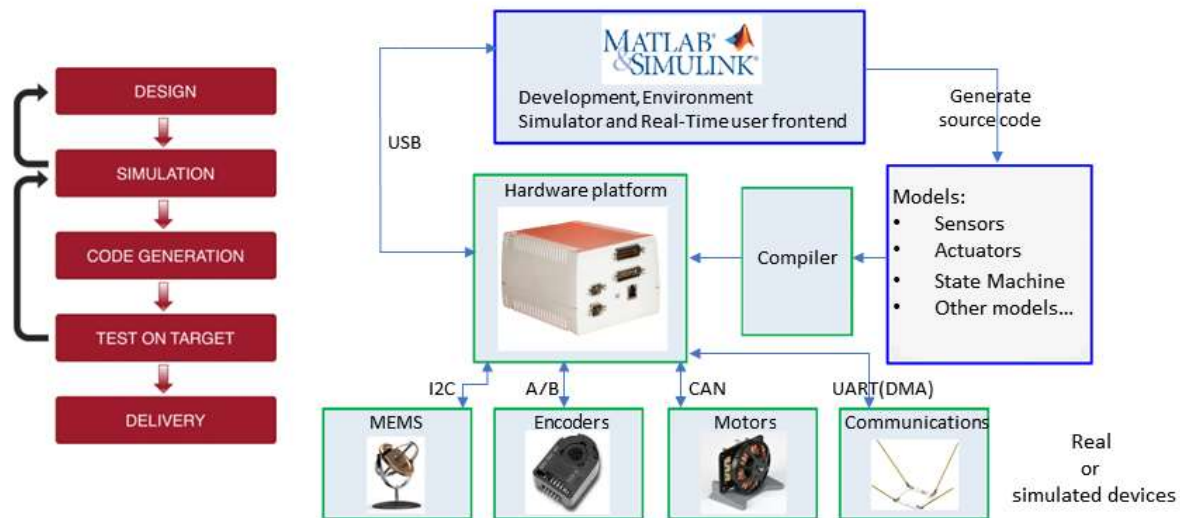 DESIGN
SIMULATION
CODE GENERATION
TEST ON TARGET
DELIVERY
MATLAB®
&SIMULINK®
Development, Environment
Simulator and Real-Time user frontend
USB
Generate
source code
Hardware platform
Compiler
Models:
• Sensors
• Actuators
• State Machine
• Other models...
I2C
A/B
CAN
UART(DMA)
MEMS
Encoders
Motors
Communications
Real
or
simulated devices